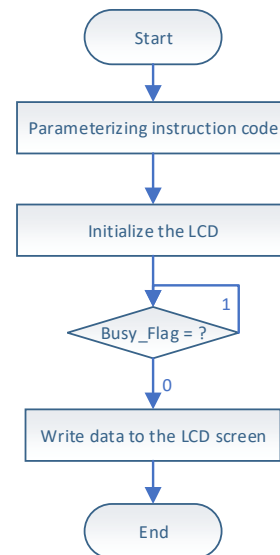 Start
Parameterizing instruction code
Initialize the LCD
1
Busy_Flag = ?
0
Write data to the LCD screen
End